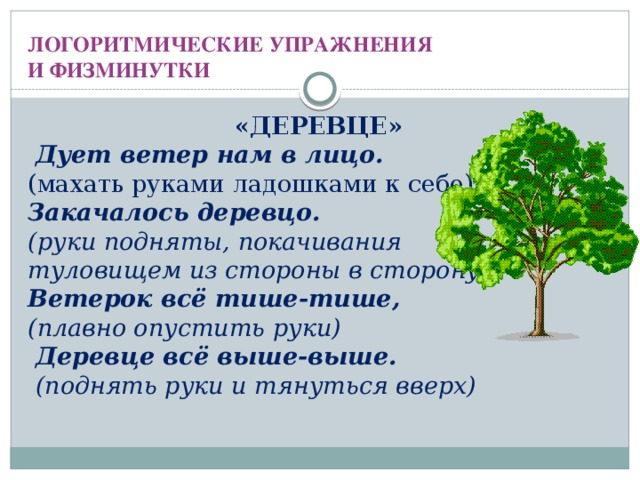 ЛОГОРИТМИЧЕСКИЕ УПРАЖНЕНИЯ
И ФИЗМИНУТКИ
«ДЕРЕВЦЕ»
Дует ветер нам в лицо.
(махать руками ладошками к себе)
Закачалось деревцо.
(руки подняты, покачивания
туловищем из стороны в сторону
Ветерок всё тише-тише,
(плавно опустить руки)
Деревце всё выше-выше.
(поднять руки и тянуться вверх)